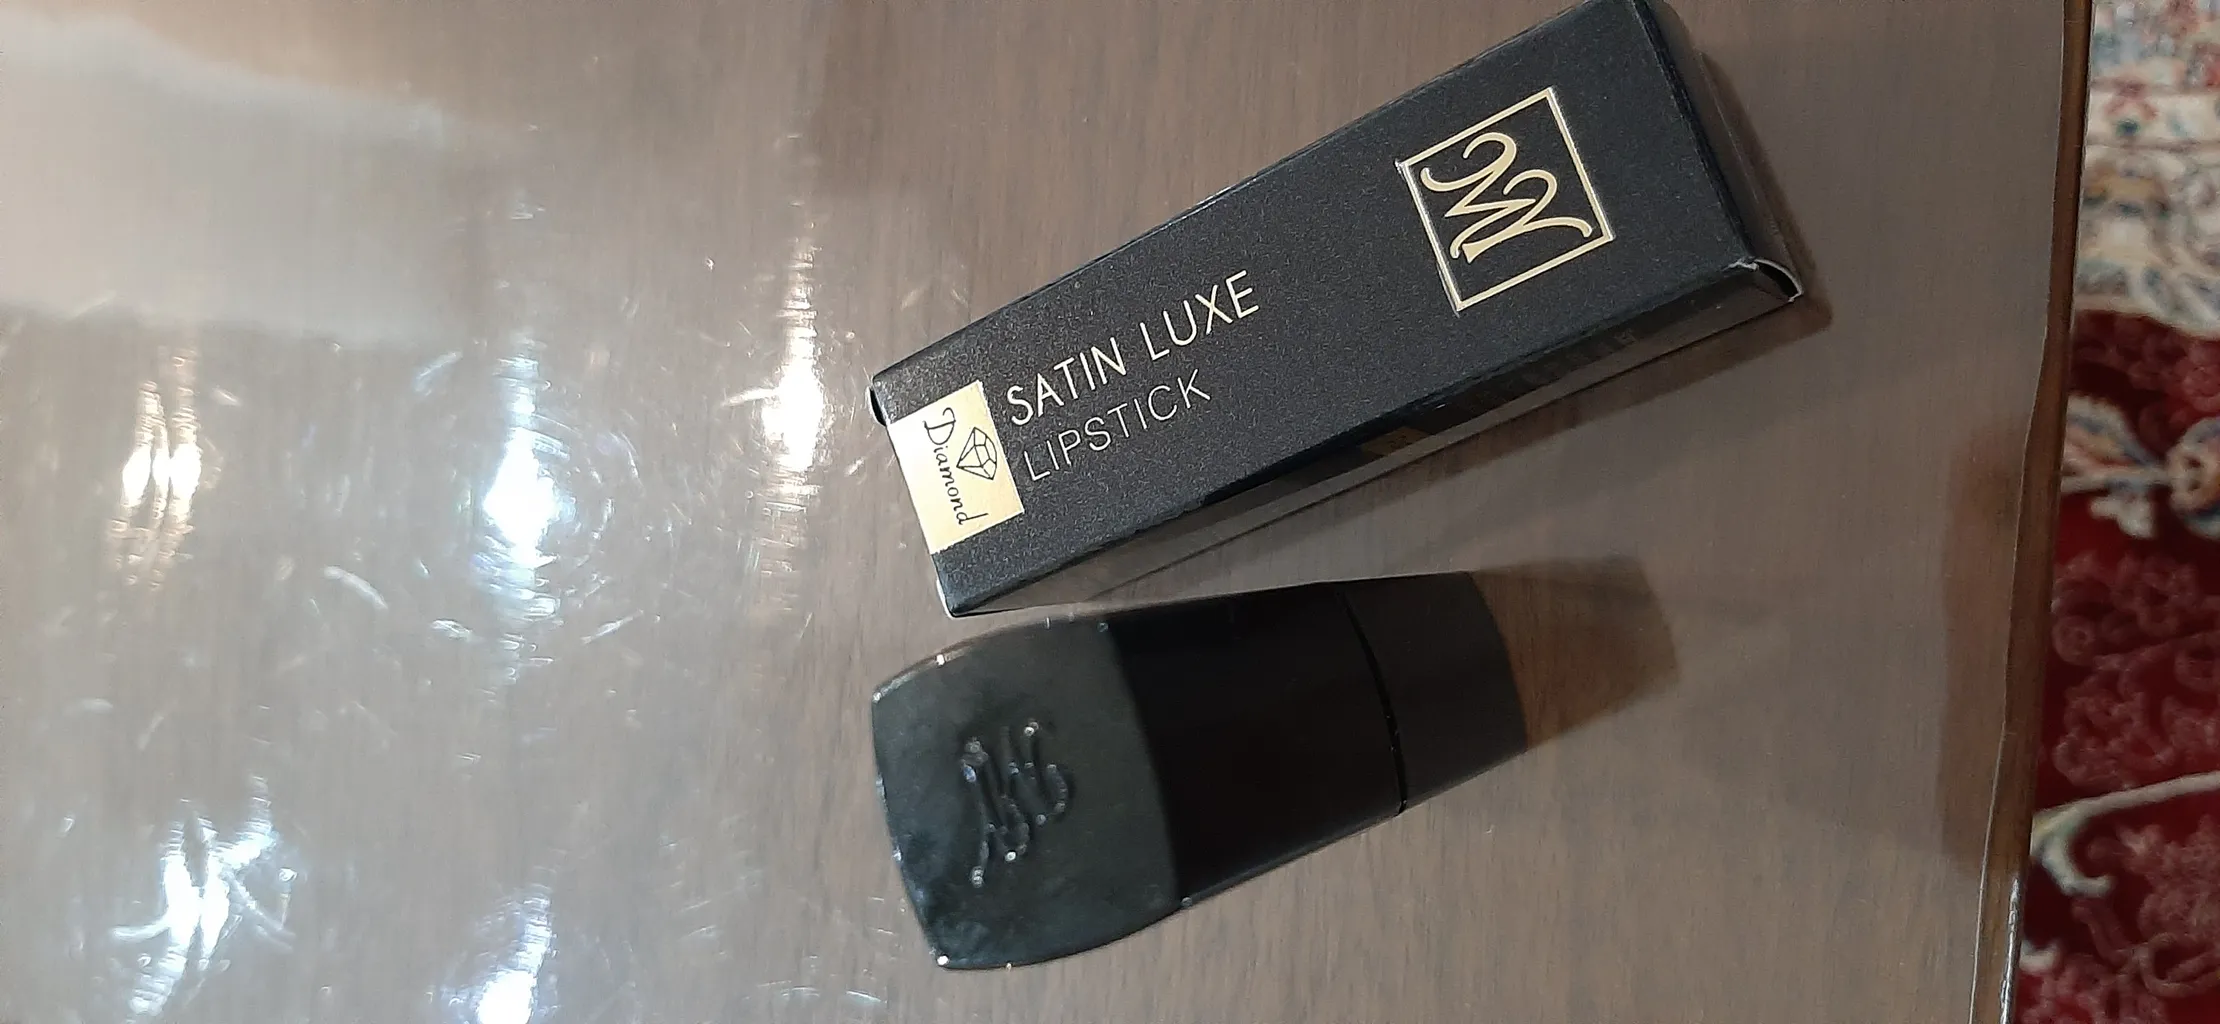 SATIN LUXE
LIPSTICK
Diamond